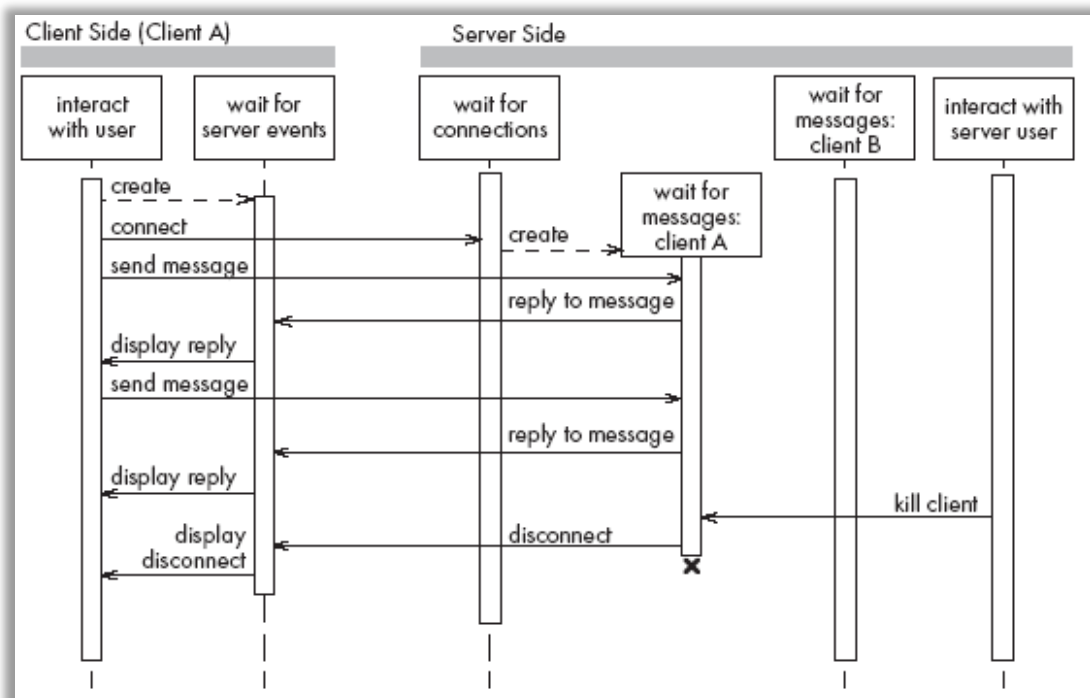 Client Side (Client A)
Server Side
interact
with user
wait for
server events
wait for
connections
wait for
messages:
client B
interact with
server user
create
wait for
messages:
client A
connect
create
send message
reply to message
display reply
send message
reply to message
display reply
kill client
display
disconnect
disconnect